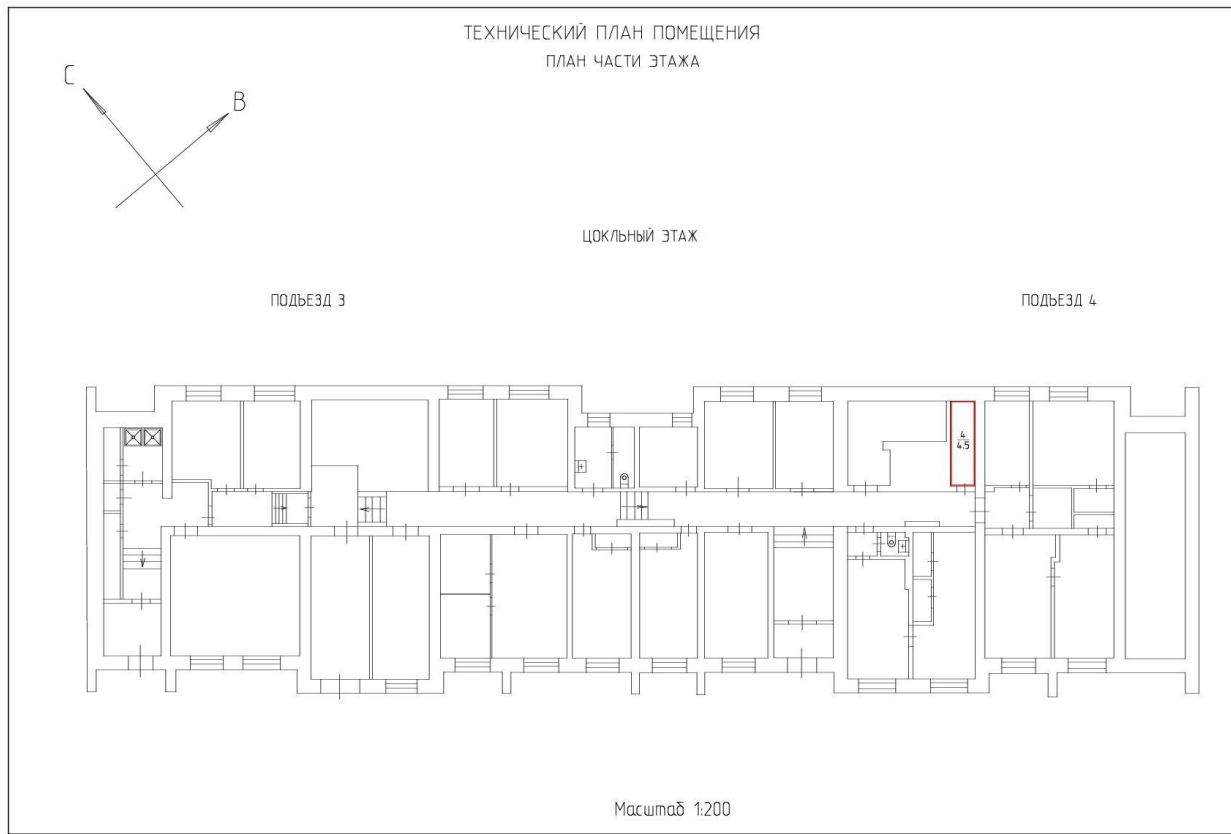 ТЕХНИЧЕСКИЙ ПЛАН ПОМЕЩЕНИЯ
ПЛАН ЧАСТИ ЭТАЖА
С
В
ЦОКЛЬНЫЙ ЭТАЖ
ПОДЪЕЗД 3
ПОДЪЕЗД 4
4
4.5
Масштаб 1:200